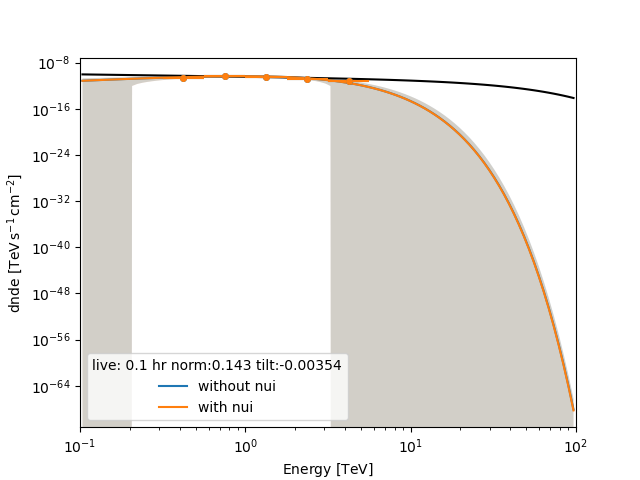 10⁻⁸
10⁻¹⁶
10⁻²⁴
10⁻³²
10⁻⁴⁰
10⁻⁴⁸
10⁻⁵⁶
10⁻⁶⁴
dnde [TeV s⁻¹ cm⁻²]
live: 0.1 hr norm:0.143 tilt:-0.00354
without nui
with nui
10⁻¹ 10⁰ 10¹ 10²
Energy [TeV]